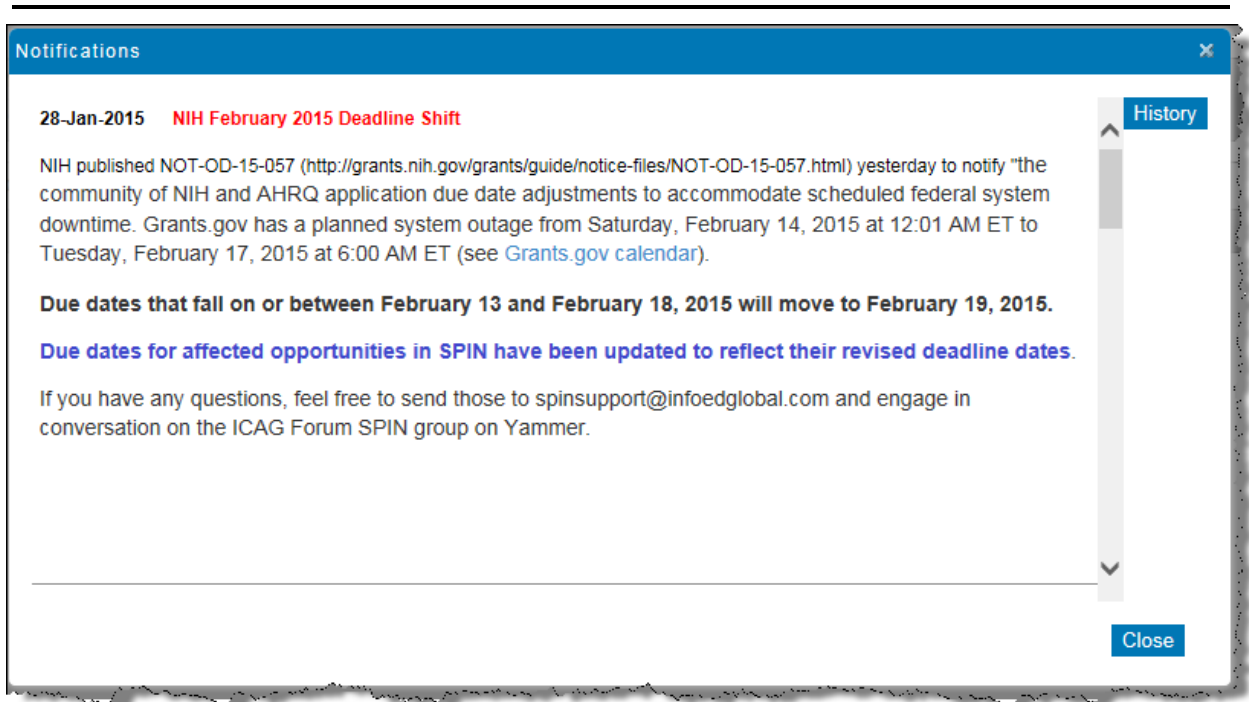 Notifications ×
28-Jan-2015 NIH February 2015 Deadline Shift
History
NIH published NOT-OD-15-057 (http://grants.nih.gov/grants/guide/notice-files/NOT-OD-15-057.html) yesterday to notify "the
community of NIH and AHRQ application due date adjustments to accommodate scheduled federal system
downtime. Grants.gov has a planned system outage from Saturday, February 14, 2015 at 12:01 AM ET to
Tuesday, February 17, 2015 at 6:00 AM ET (see Grants.gov calendar).
Due dates that fall on or between February 13 and February 18, 2015 will move to February 19, 2015.
Due dates for affected opportunities in SPIN have been updated to reflect their revised deadline dates.
If you have any questions, feel free to send those to spinsupport@infoedglobal.com and engage in
conversation on the ICAG Forum SPIN group on Yammer.
Close